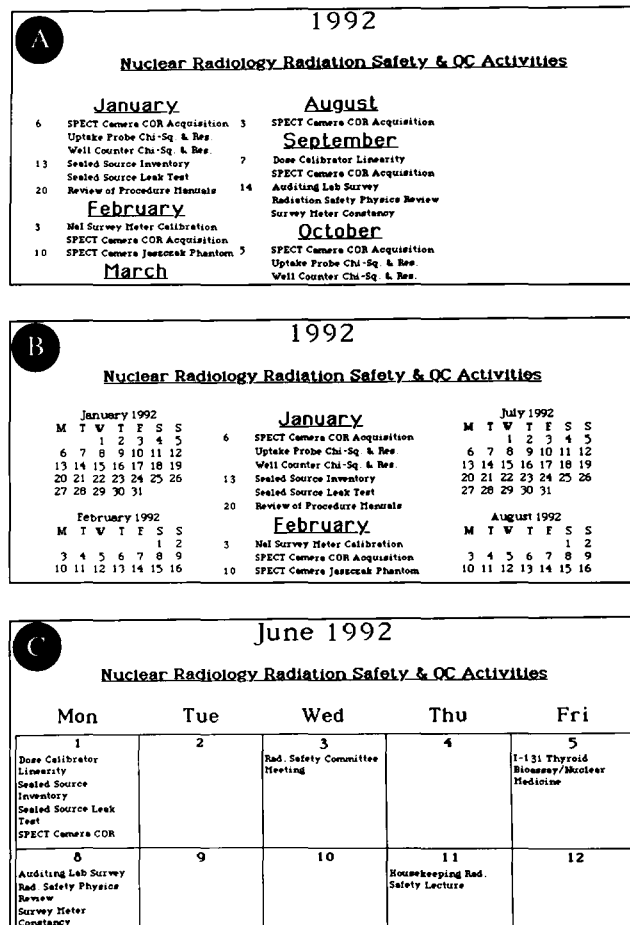 A
1992
Nuclear Radiology Radiation Safety & QC Activities
January
6 SPECT Camera COR Acquisition
Uptake Probe Chi-Sq. & Res.
Well Counter Chi-Sq. & Res.
13 Sealed Source Inventory
Sealed Source Leak Test
20 Review of Procedure Manuals
February
3 NaI Survey Meter Calibration
SPECT Camera COR Acquisition
10 SPECT Camera Jasczak Phantom
March
August
3 SPECT Camera COR Acquisition
September
7 Dose Calibrator Linearity
SPECT Camera COR Acquisition
14 Auditing Lab Survey
Radiation Safety Physics Review
Survey Meter Constancy
October
5 SPECT Camera COR Acquisition
Uptake Probe Chi-Sq. & Res.
Well Counter Chi-Sq. & Res.
B
1992
Nuclear Radiology Radiation Safety & QC Activities
January 1992
M T W T F S S
1 2 3 4 5
6 7 8 9 10 11 12
13 14 15 16 17 18 19
20 21 22 23 24 25 26
27 28 29 30 31
February 1992
M T W T F S S
1 2
3 4 5 6 7 8 9
10 11 12 13 14 15 16
January
6 SPECT Camera COR Acquisition
Uptake Probe Chi-Sq. & Res.
Well Counter Chi-Sq. & Res.
13 Sealed Source Inventory
Sealed Source Leak Test
20 Review of Procedure Manuals
February
3 NaI Survey Meter Calibration
SPECT Camera COR Acquisition
10 SPECT Camera Jasczak Phantom
July 1992
M T W T F S S
1 2 3 4 5
6 7 8 9 10 11 12
13 14 15 16 17 18 19
20 21 22 23 24 25 26
27 28 29 30 31
August 1992
M T W T F S S
1 2
3 4 5 6 7 8 9
10 11 12 13 14 15 16
C
June 1992
Nuclear Radiology Radiation Safety & QC Activities
Mon Tue Wed Thu Fri
1 2 3 4 5
Dose Calibrator
Linearity
Sealed Source
Inventory
Sealed Source Leak
Test
SPECT Camera COR
Rad. Safety Committee
Meeting
I-131 Thyroid
Bioassay/Nuclear
Medicine
8 9 10 11 12
Auditing Lab Survey
Rad. Safety Physics
Review
Survey Meter
Constancy
Housekeeping Rad.
Safety Lecture